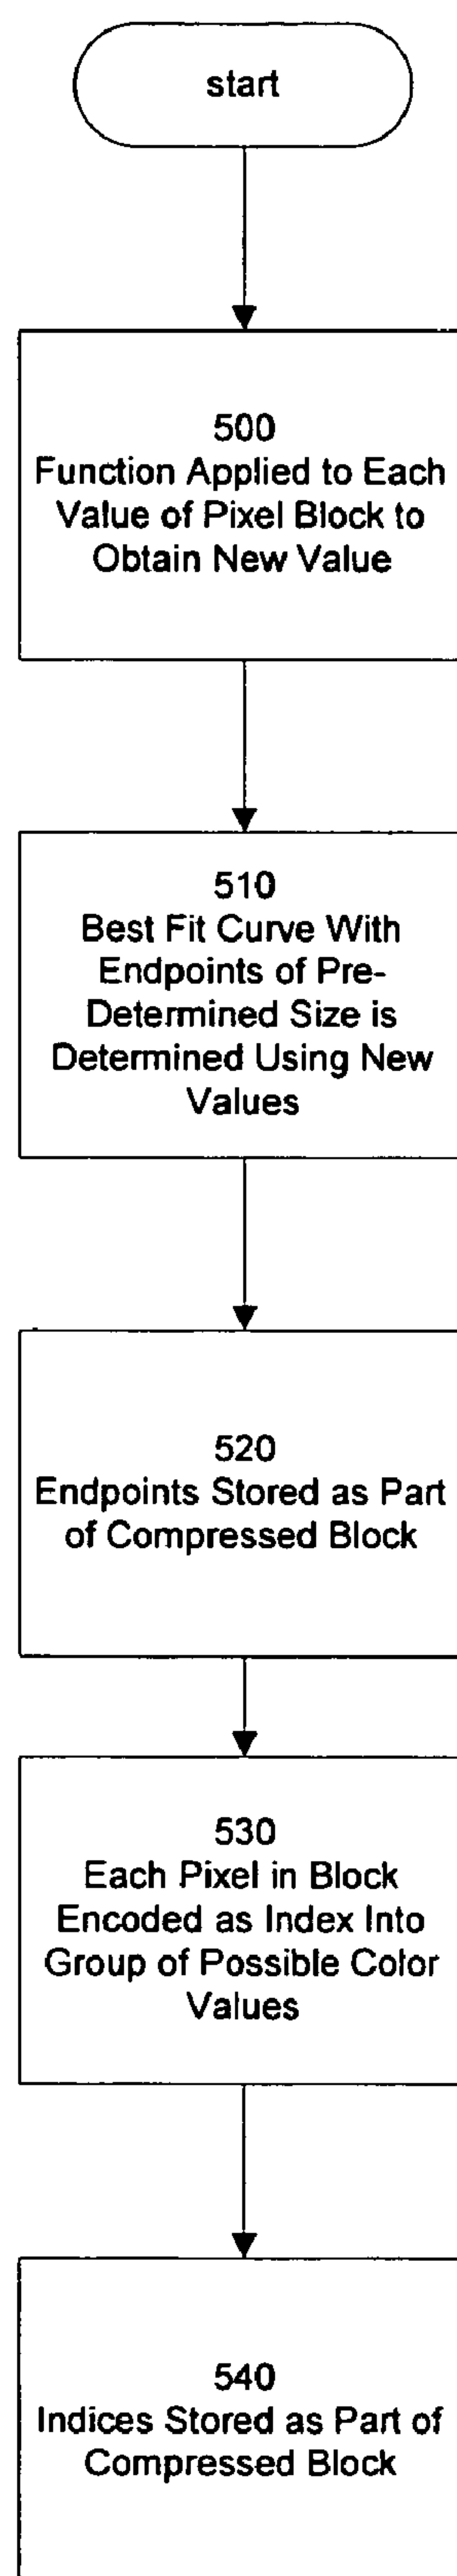 start
500
Function Applied to Each
Value of Pixel Block to
Obtain New Value
510
Best Fit Curve With
Endpoints of Pre-
Determined Size is
Determined Using New
Values
520
Endpoints Stored as Part
of Compressed Block
530
Each Pixel in Block
Encoded as Index Into
Group of Possible Color
Values
540
Indices Stored as Part of
Compressed Block